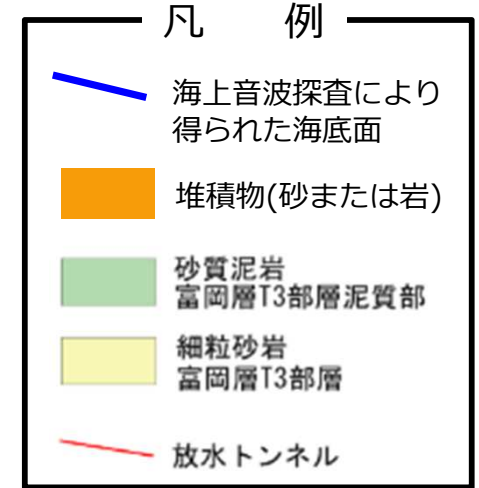 凡　例
海上音波探査により
得られた海底面
堆積物(砂または岩)
砂質泥岩
富岡層T3部層泥質部
細粒砂岩
富岡層T3部層
放水トンネル